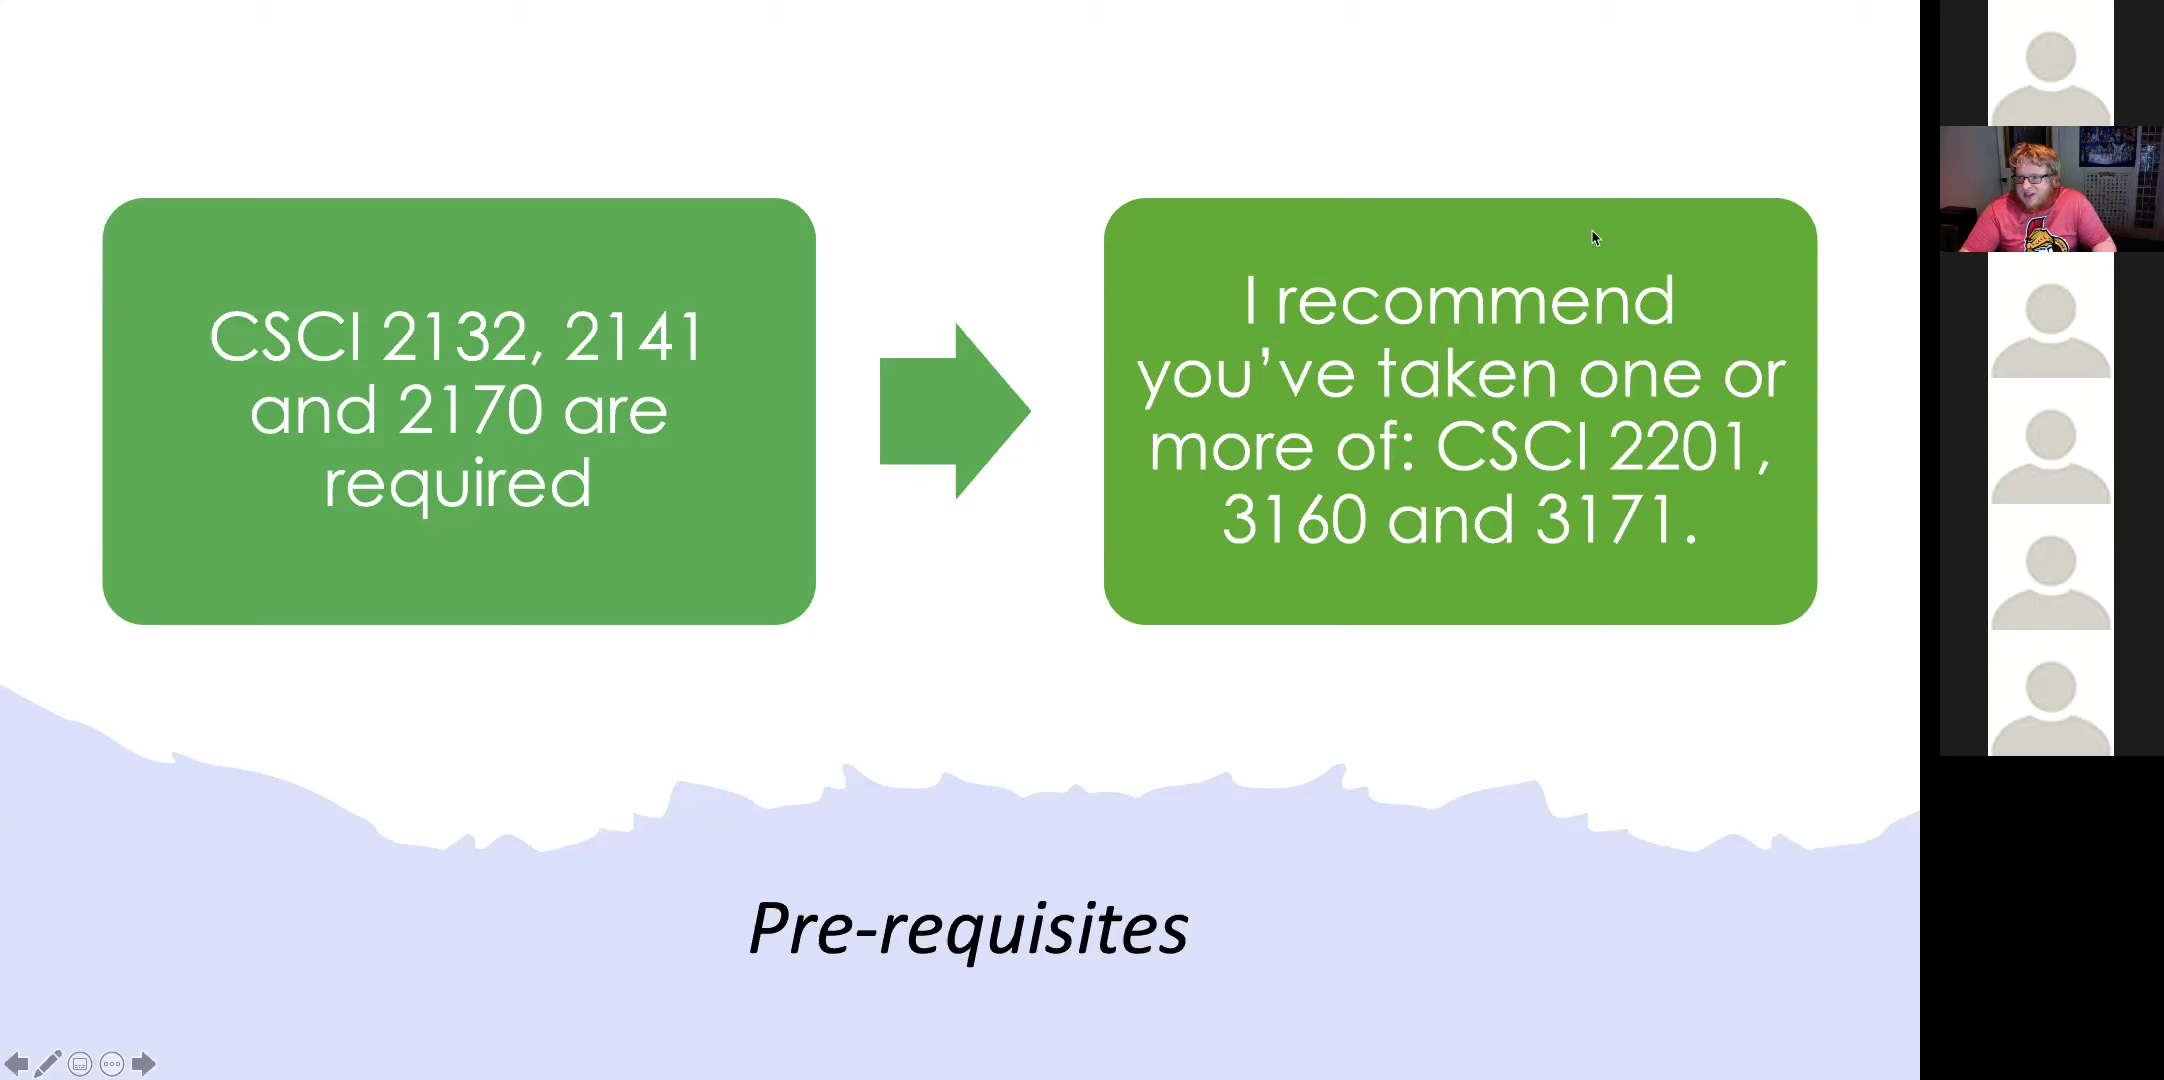 CSCI 2132, 2141
and 2170 are
required
I recommend
you’ve taken one or
more of: CSCI 2201,
3160 and 3171.
Pre-requisites